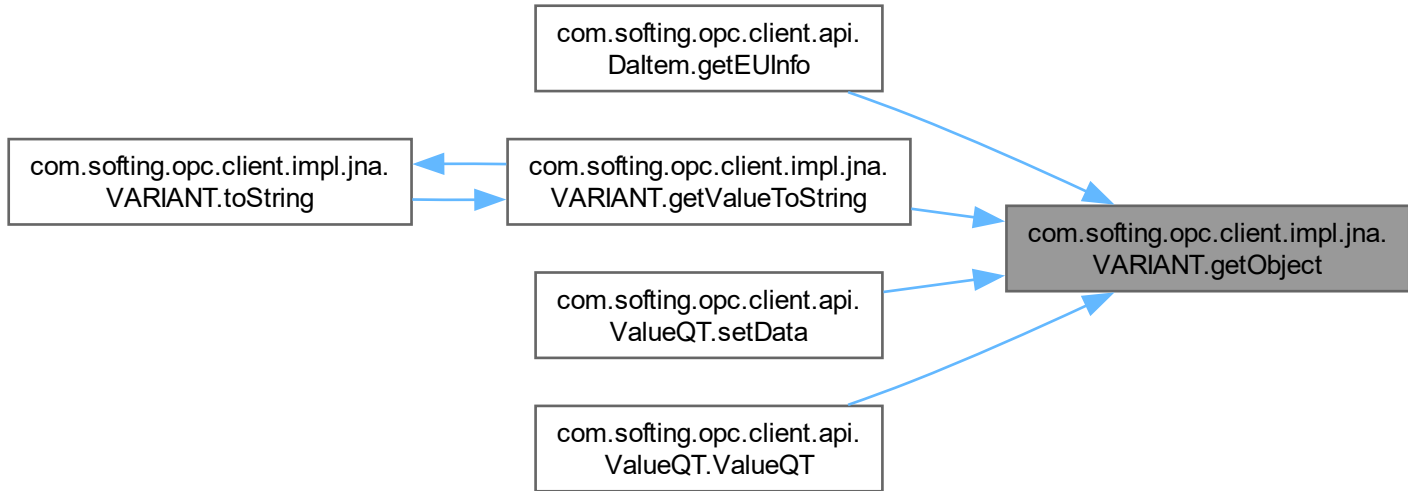 com.softing.opc.client.api.
DaItem.getEUInfo
com.softing.opc.client.impl.jna.
VARIANT.toString
com.softing.opc.client.impl.jna.
VARIANT.getValueToString
com.softing.opc.client.impl.jna.
VARIANT.getObject
com.softing.opc.client.api.
ValueQT.setData
com.softing.opc.client.api.
ValueQT.ValueQT